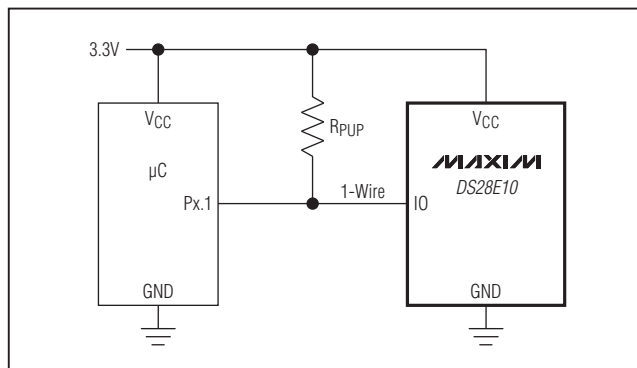 3.3V
VCC
VCC
RPUP
µC
MAXIM
DS28E10
1-Wire
Px.1
IO
GND
GND